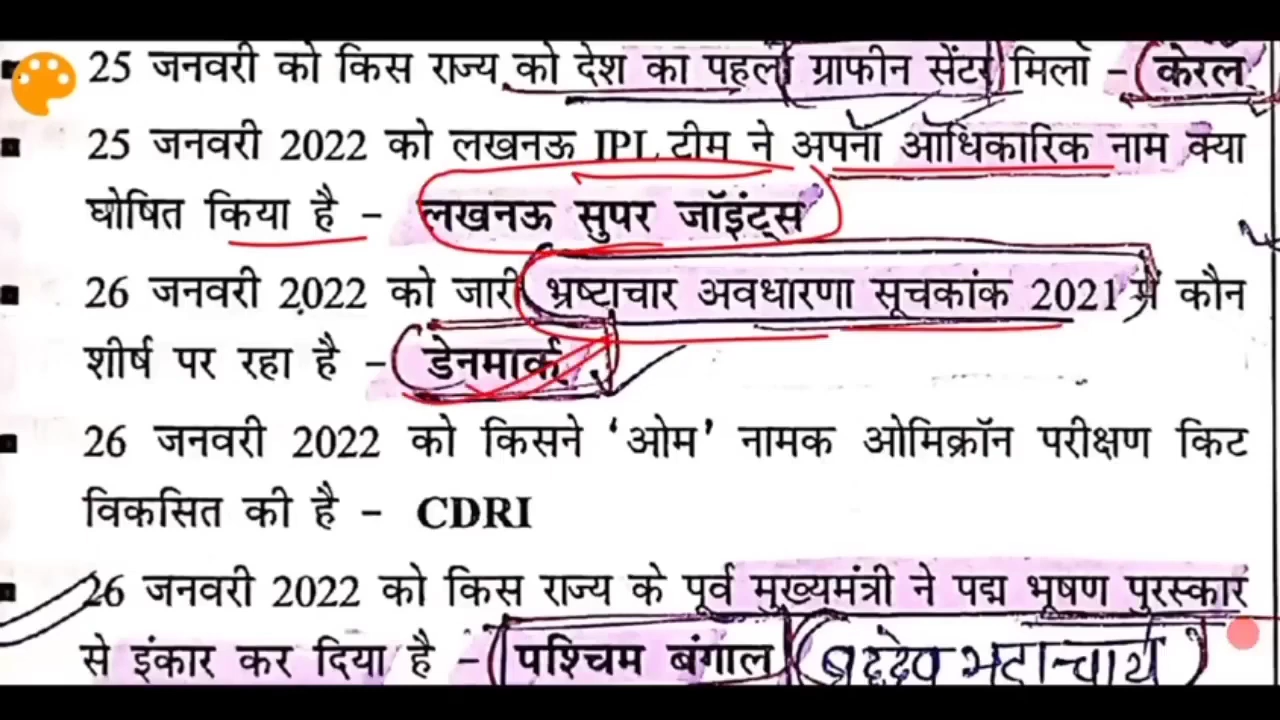 25 जनवरी को किस राज्य को देश का पहला ग्राफीन सेंटर मिला – केरल
25 जनवरी 2022 को लखनऊ IPL टीम ने अपना आधिकारिक नाम क्या
घोषित किया है – लखनऊ सुपर जॉइंट्स
26 जनवरी 2022 को जारी भ्रष्टाचार अवधारणा सूचकांक 2021 में कौन
शीर्ष पर रहा है – डेनमार्क
26 जनवरी 2022 को किसने ‘ओम’ नामक ओमिक्रॉन परीक्षण किट
विकसित की है – CDRI
26 जनवरी 2022 को किस राज्य के पूर्व मुख्यमंत्री ने पद्म भूषण पुरस्कार
से इंकार कर दिया है – पश्चिम बंगाल (बुद्धदेव भट्टाचार्य)